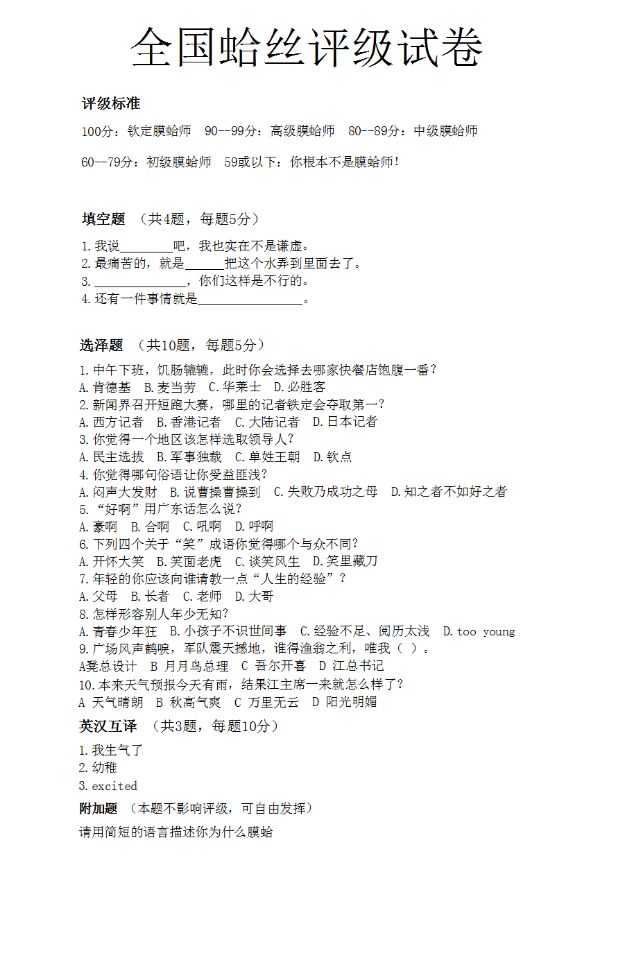 全国蛤丝评级试卷
评级标准
100分：钦定膜蛤师 90--99分：高级膜蛤师 80--89分：中级膜蛤师
60--79分：初级膜蛤师 59或以下：你根本不是膜蛤师！
填空题 （共4题，每题5分）
1.我说________吧，我也实在不是谦虚。
2.最痛苦的，就是______把这个水弄到里面去了。
3.______________，你们这样是不行的。
4.还有一件事情就是________________。
选泽题 （共10题，每题5分）
1.中午下班，饥肠辘辘，此时你会选择去哪家快餐店饱腹一番？
A.肯德基 B.麦当劳 C.华莱士 D.必胜客
2.新闻界召开短跑大赛，哪里的记者铁定会夺取第一？
A.西方记者 B.香港记者 C.大陆记者 D.日本记者
3.你觉得一个地区该怎样选取领导人？
A.民主选拔 B.军事独裁 C.单姓王朝 D.钦点
4.你觉得哪句俗语让你受益匪浅？
A.闷声大发财 B.说曹操曹操到 C.失败乃成功之母 D.知之者不如好之者
5.“好啊”用广东话怎么说？
A.豪啊 B.合啊 C.吼啊 D.呼啊
6.下列四个关于“笑”成语你觉得哪个与众不同？
A.开怀大笑 B.笑面老虎 C.谈笑风生 D.笑里藏刀
7.年轻的你应该向谁请教一点“人生的经验”？
A.父母 B.长者 C.老师 D.大哥
8.怎样形容别人年少无知？
A.青春少年狂 B.小孩子不识世间事 C.经验不足、阅历太浅 D.too young
9.广场风声鹤唳，军队震天撼地，谁得渔翁之利，唯我（ ）。
A凳总设计 B 月月鸟总理 C 吾尔开喜 D 江总书记
10.本来天气预报今天有雨，结果江主席一来就怎么样了？
A 天气晴朗 B 秋高气爽 C 万里无云 D 阳光明媚
英汉互译 （共3题，每题10分）
1.我生气了
2.幼稚
3.excited
附加题 （本题不影响评级，可自由发挥）
请用简短的语言描述你为什么膜蛤